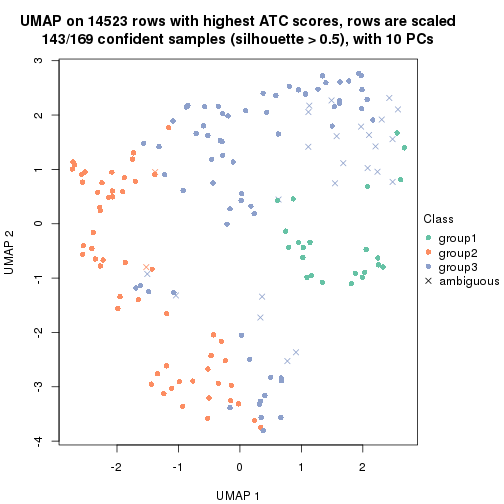 UMAP on 14523 rows with highest ATC scores, rows are scaled
143/169 confident samples (silhouette > 0.5), with 10 PCs
3
2
1
0
-1
-2
-3
-4
UMAP 2
-2
-1
0
1
2
UMAP 1
Class
group1
group2
group3
ambiguous